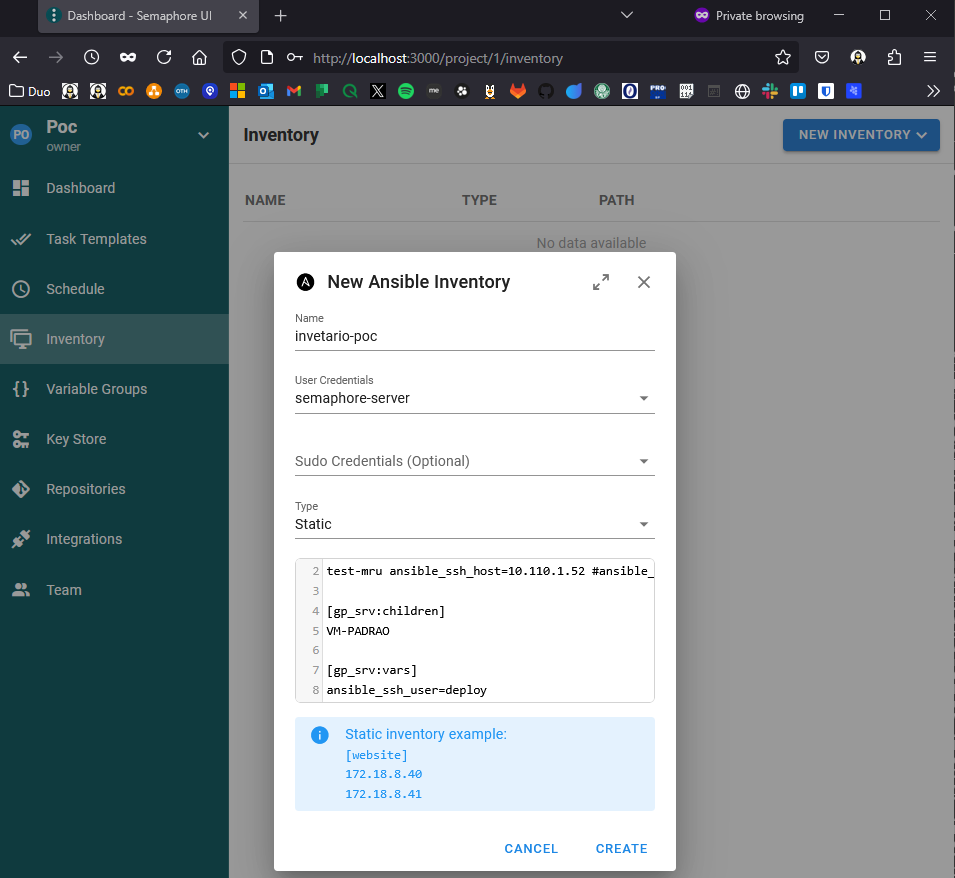 Dashboard - Semaphore UI
Private browsing
http://localhost:3000/project/1/inventory
Duo
PO
Poc
owner
Inventory
NEW INVENTORY
Dashboard
NAME
TYPE
PATH
Task Templates
No data available
Schedule
New Ansible Inventory
Inventory
Name
invetario-poc
Variable Groups
User Credentials
semaphore-server
Key Store
Sudo Credentials (Optional)
Repositories
Type
Static
Integrations
2 test-mru ansible_ssh_host=10.110.1.52 #ansible_
3
Team
4 [gp_srv:children]
5 VM-PADRAO
6
7 [gp_srv:vars]
8 ansible_ssh_user=deploy
Static inventory example:
[website]
172.18.8.40
172.18.8.41
CANCEL
CREATE